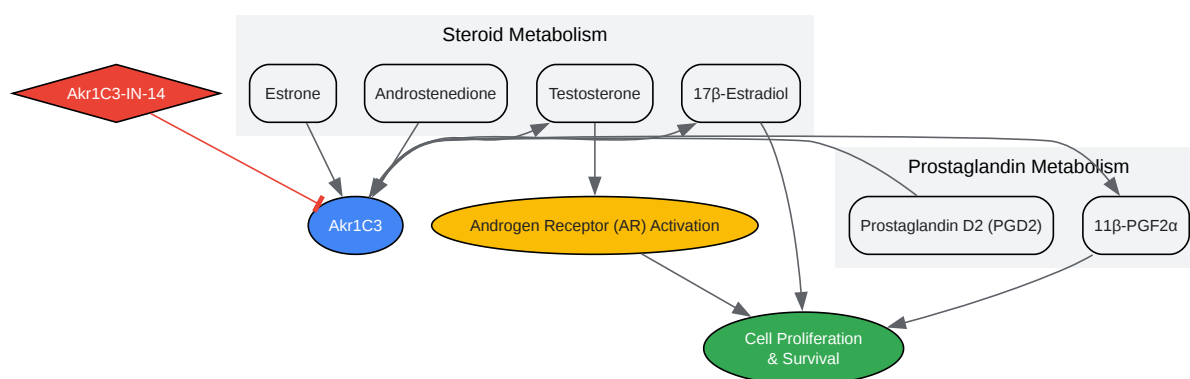 Steroid Metabolism
Akr1C3-IN-14
Estrone
Androstenedione
Testosterone
17β-Estradiol
Prostaglandin Metabolism
Akr1C3
Androgen Receptor (AR) Activation
Prostaglandin D2 (PGD2)
11β-PGF2α
Cell Proliferation
& Survival